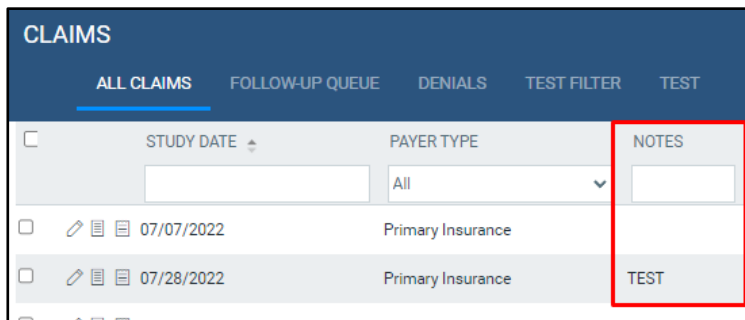 CLAIMS
ALL CLAIMS FOLLOW-UP QUEUE DENIALS TEST FILTER TEST
STUDY DATE PAYER TYPE NOTES
All
07/07/2022 Primary Insurance
07/28/2022 Primary Insurance TEST